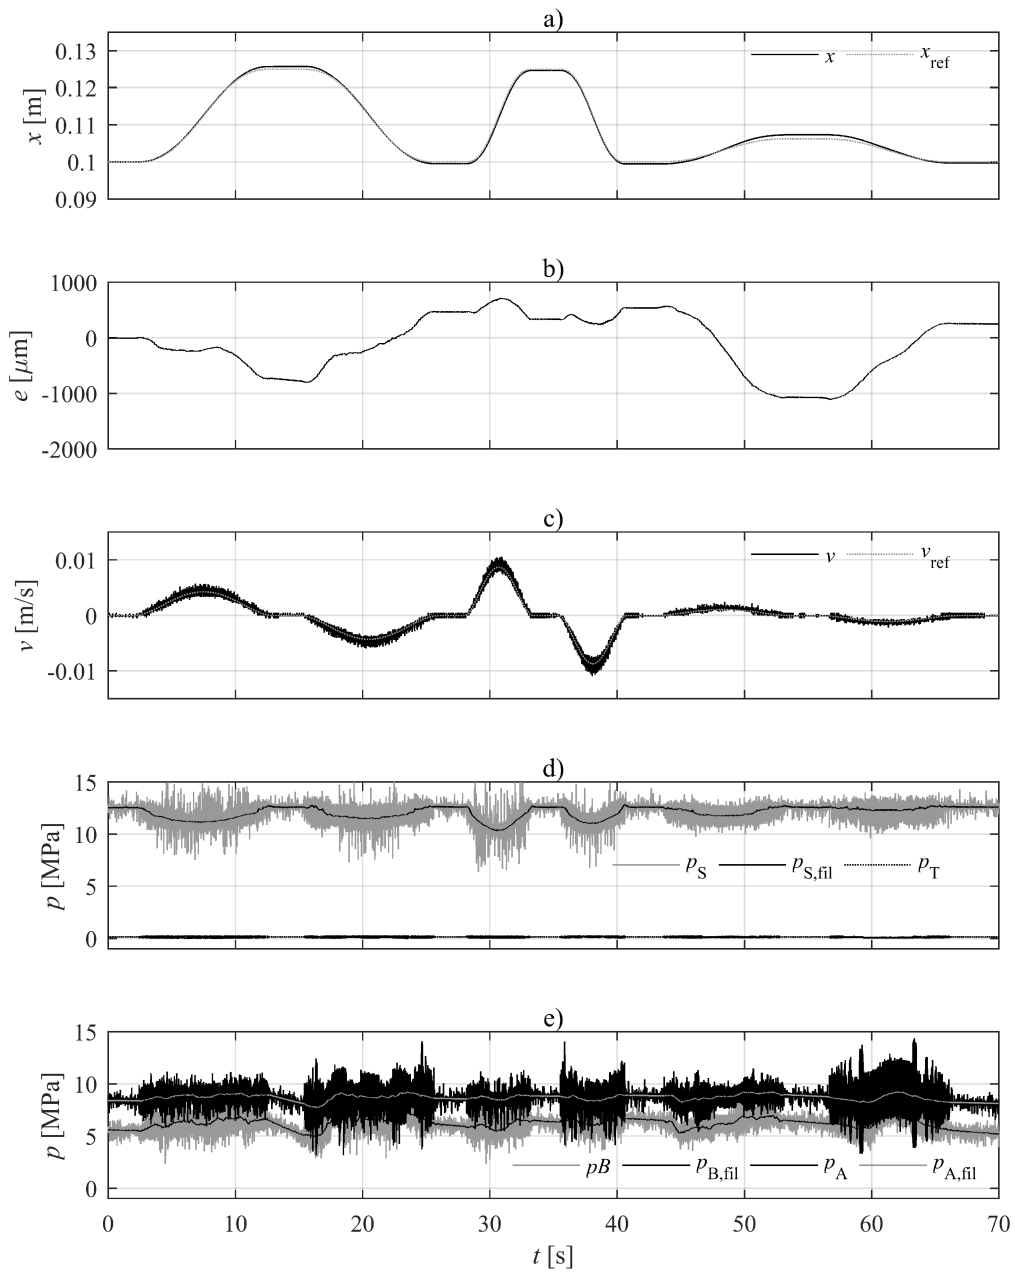 a)
0.13
0.12
0.11
0.1
0.09
x [m]
x
x_ref
b)
1000
0
-1000
-2000
e [μm]
c)
0.01
0
-0.01
v [m/s]
v
v_ref
d)
15
10
5
0
p [MPa]
p_S
p_S,fil
p_T
e)
15
10
5
0
p [MPa]
pB
p_B,fil
p_A
p_A,fil
0 10 20 30 40 50 60 70
t [s]